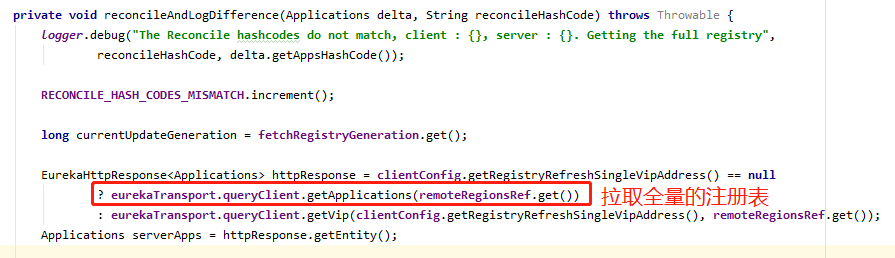 private void reconcileAndLogDifference(Applications delta, String reconcileHashCode) throws Throwable {
logger.debug("The Reconcile hashcodes do not match, client : {}, server : {}. Getting the full registry",
reconcileHashCode, delta.getAppsHashCode());
RECONCILE_HASH_CODES_MISMATCH.increment();
long currentUpdateGeneration = fetchRegistryGeneration.get();
EurekaHttpResponse<Applications> httpResponse = clientConfig.getRegistryRefreshSingleVipAddress() == null
? eurekaTransport.queryClient.getApplications(remoteRegionsRef.get()) 拉取全量的注册表
: eurekaTransport.queryClient.getVip(clientConfig.getRegistryRefreshSingleVipAddress(), remoteRegionsRef.get());
Applications serverApps = httpResponse.getEntity();